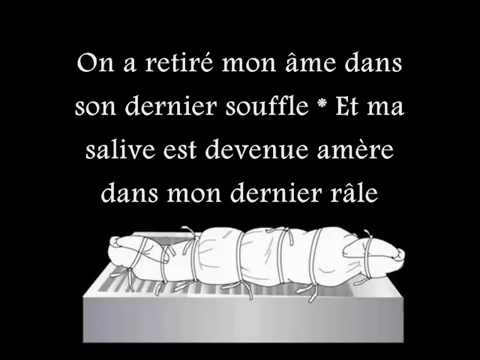 On a retiré mon âme dans
son dernier souffle * Et ma
salive est devenue amère
dans mon dernier râle